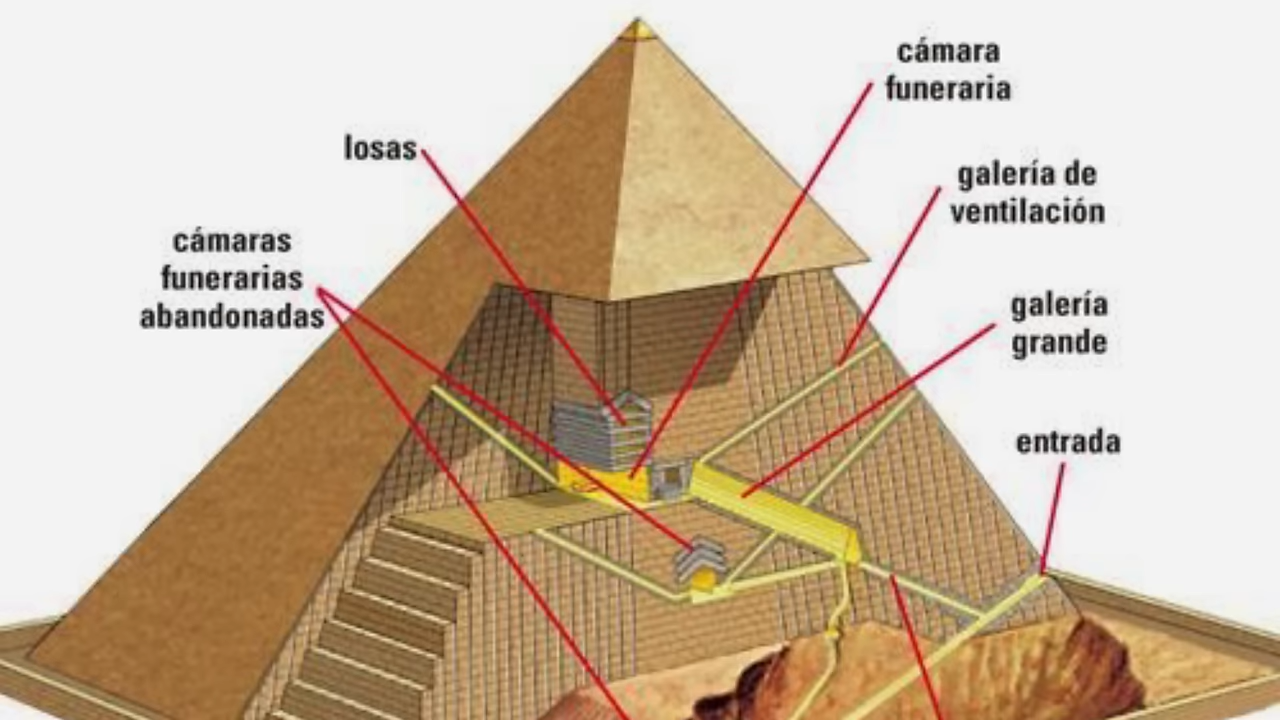 cámara
funeraria
losas
galería de
ventilación
cámaras
funerarias
abandonadas
galería
grande
entrada